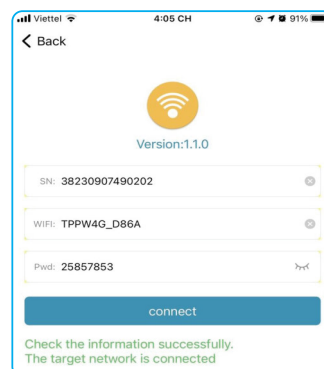 Viettel 4:05 CH 91%
Back
Version:1.1.0
SN: 38230907490202
WIFI: TPPW4G_D86A
Pwd: 25857853
connect
Check the information successfully.
The target network is connected